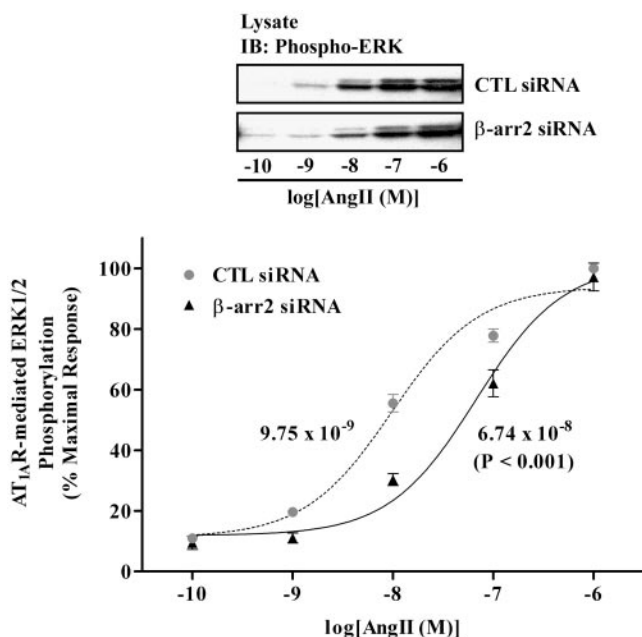 Lysate
IB: Phospho-ERK
CTL siRNA
β-arr2 siRNA
-10 -9 -8 -7 -6
log[AngII (M)]
CTL siRNA
β-arr2 siRNA
AT1AR-mediated ERK1/2
Phosphorylation
(% Maximal Response)
100
80
60
40
20
0
9.75 x 10-9
6.74 x 10-8
(P < 0.001)
-10 -9 -8 -7 -6
log[AngII (M)]